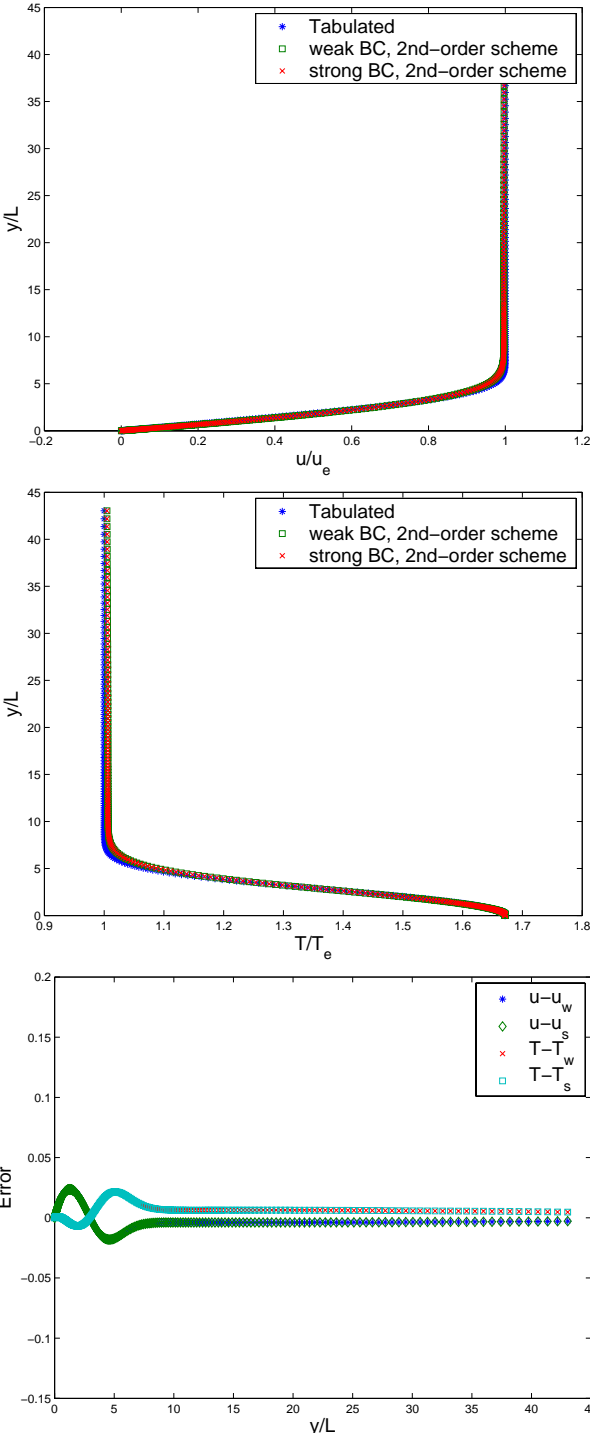 45
40
35
30
25
20
15
10
5
0
y/L
−0.2 0 0.2 0.4 0.6 0.8 1 1.2
u/u_e
Tabulated
weak BC, 2nd−order scheme
strong BC, 2nd−order scheme
45
40
35
30
25
20
15
10
5
0
y/L
0.9 1 1.1 1.2 1.3 1.4 1.5 1.6 1.7 1.8
T/T_e
Tabulated
weak BC, 2nd−order scheme
strong BC, 2nd−order scheme
0.2
0.15
0.1
0.05
0
−0.05
−0.1
−0.15
Error
0 5 10 15 20 25 30 35 40 45
y/L
u−u_w
u−u_s
T−T_w
T−T_s